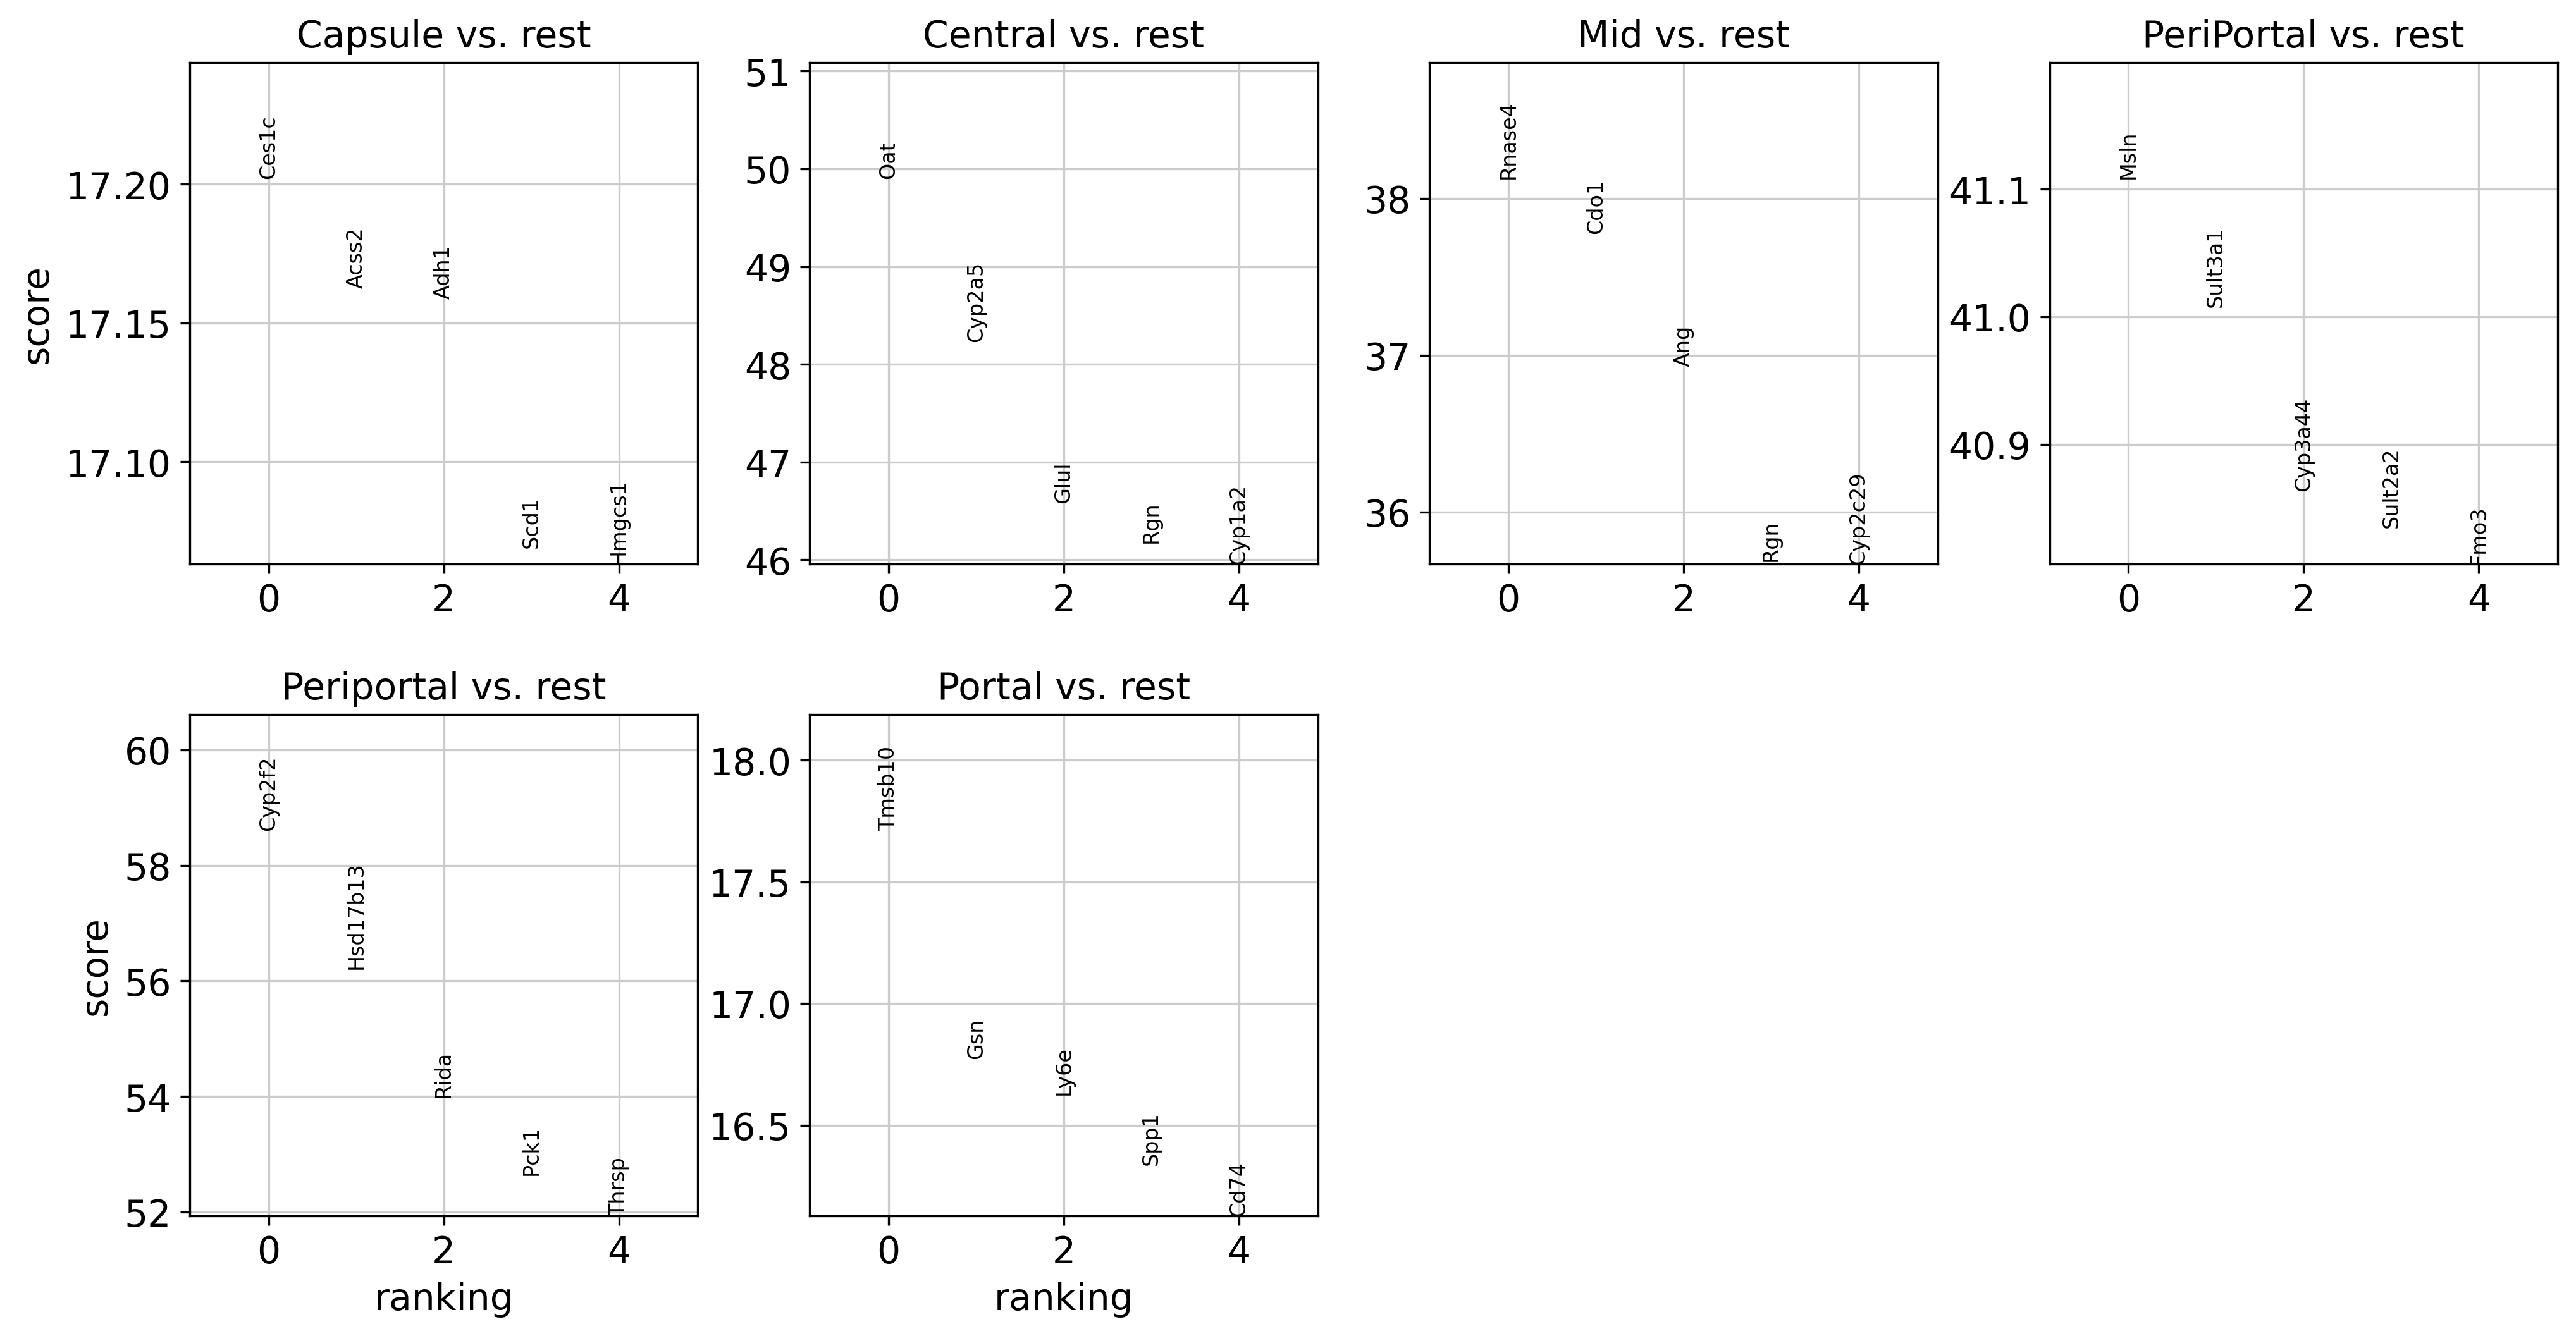 Capsule vs. rest
score
17.20
17.15
17.10
Ces1c
Acss2
Adh1
Scd1
Hmgcs1
0 2 4
Central vs. rest
51
50
49
48
47
46
Oat
Cyp2a5
Glul
Rgn
Cyp1a2
0 2 4
Mid vs. rest
38
37
36
Rnase4
Cdo1
Ang
Rgn
Cyp2c29
0 2 4
PeriPortal vs. rest
41.1
41.0
40.9
Msln
Sult3a1
Cyp3a44
Sult2a2
Fmo3
0 2 4
Periportal vs. rest
score
60
58
56
54
52
Cyp2f2
Hsd17b13
Rida
Pck1
Thrsp
0 2 4
ranking
Portal vs. rest
18.0
17.5
17.0
16.5
Tmsb10
Gsn
Ly6e
Spp1
Cd74
0 2 4
ranking